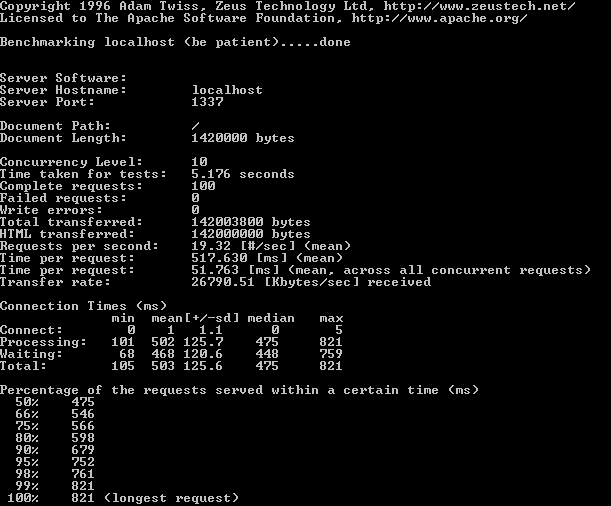 Copyright 1996 Adam Twiss, Zeus Technology Ltd, http://www.zeustech.net/
Licensed to The Apache Software Foundation, http://www.apache.org/

Benchmarking localhost (be patient).....done


Server Software:
Server Hostname:        localhost
Server Port:            1337

Document Path:          /
Document Length:        1420000 bytes

Concurrency Level:      10
Time taken for tests:   5.176 seconds
Complete requests:      100
Failed requests:        0
Write errors:           0
Total transferred:      142003800 bytes
HTML transferred:       142000000 bytes
Requests per second:    19.32 [#/sec] (mean)
Time per request:       517.630 [ms] (mean)
Time per request:       51.763 [ms] (mean, across all concurrent requests)
Transfer rate:          26790.51 [Kbytes/sec] received

Connection Times (ms)
              min  mean[+/-sd] median   max
Connect:        0    1   1.1      0       5
Processing:   101  502 125.7    475     821
Waiting:       68  468 120.6    448     759
Total:        105  503 125.6    475     821

Percentage of the requests served within a certain time (ms)
  50%    475
  66%    546
  75%    566
  80%    598
  90%    679
  95%    752
  98%    761
  99%    821
 100%    821 (longest request)